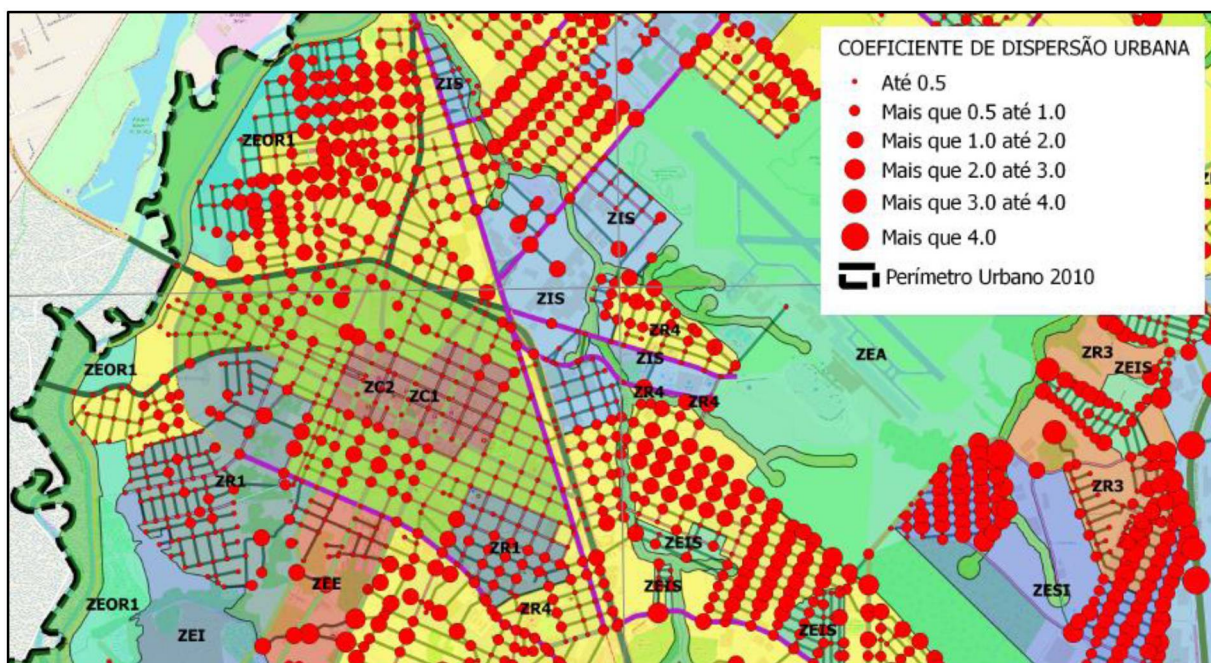 COEFICIENTE DE DISPERSÃO URBANA
Até 0.5
Mais que 0.5 até 1.0
Mais que 1.0 até 2.0
Mais que 2.0 até 3.0
Mais que 3.0 até 4.0
Mais que 4.0
Perímetro Urbano 2010
ZIS
ZEOR1
ZIS
ZIS
ZR4
ZIS
ZEA
ZR3
ZEIS
ZEOR1
ZC2
ZC1
ZR4
ZR4
ZR1
ZR3
ZR1
ZEIS
ZEE
ZEIS
ZESI
ZEOR1
ZR4
ZEI
ZEIS